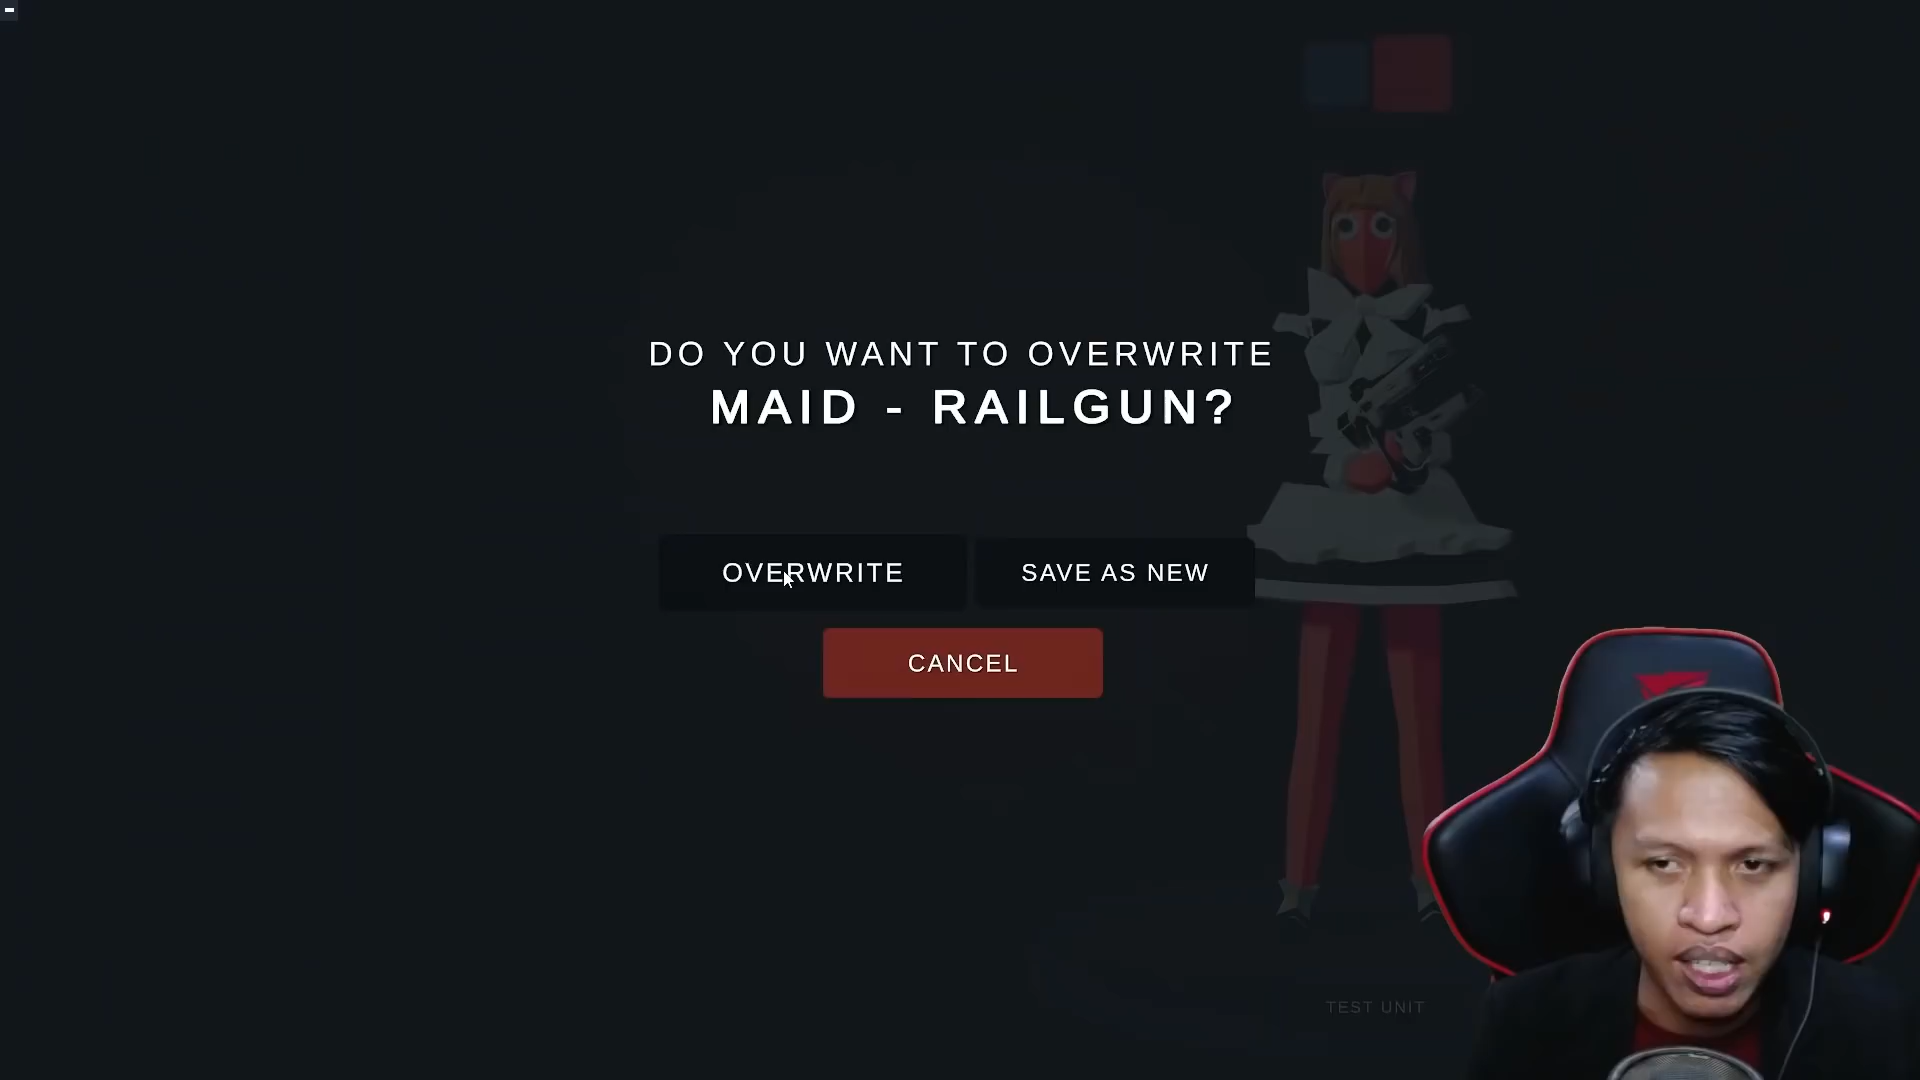 DO YOU WANT TO OVERWRITE
MAID - RAILGUN?
OVERWRITE
SAVE AS NEW
CANCEL
TEST UNIT